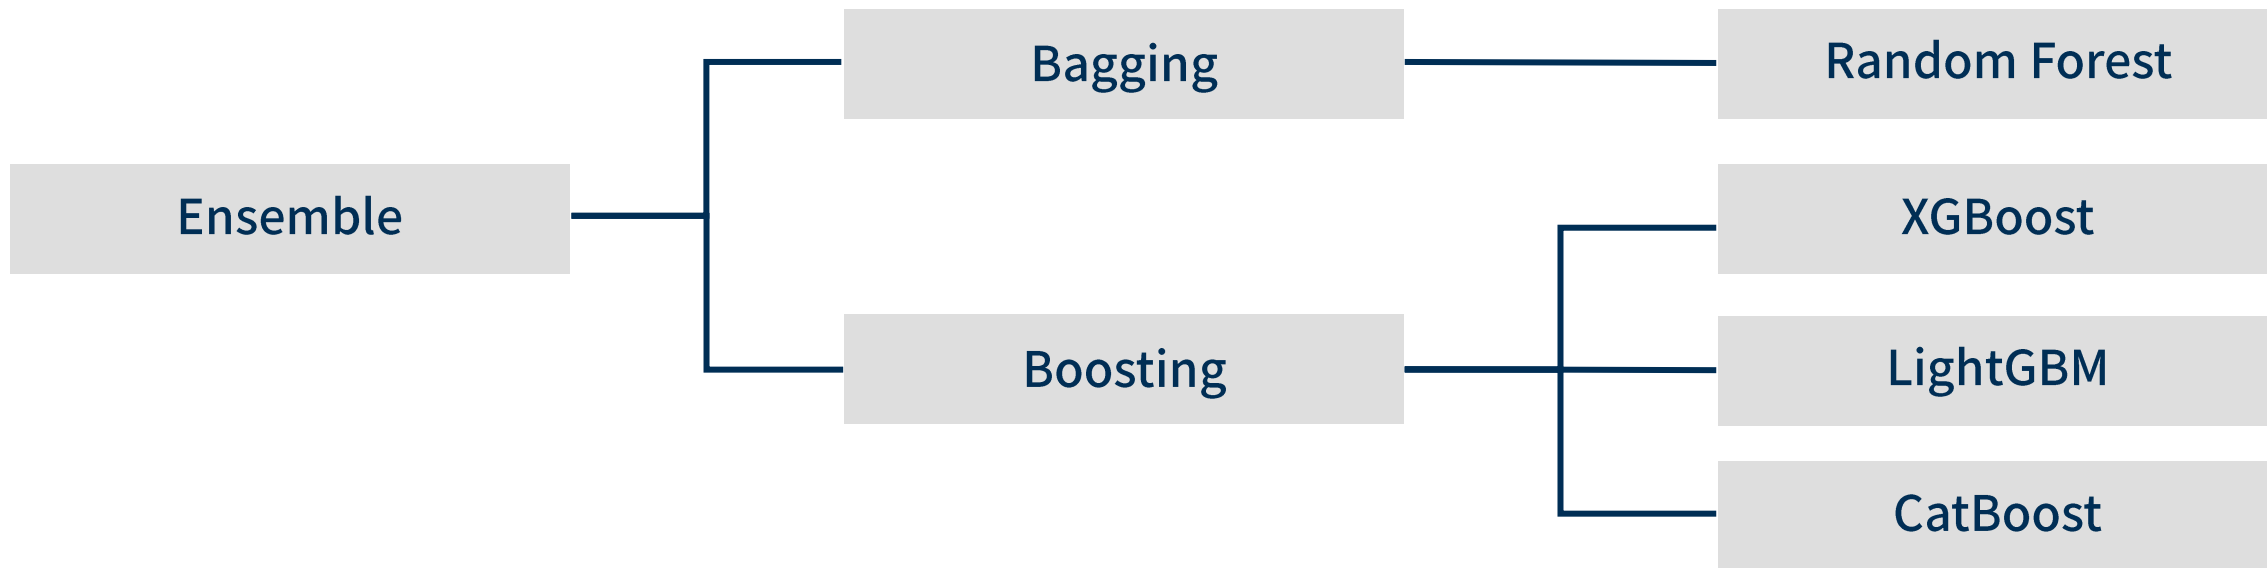 Ensemble
Bagging
Boosting
Random Forest
XGBoost
LightGBM
CatBoost